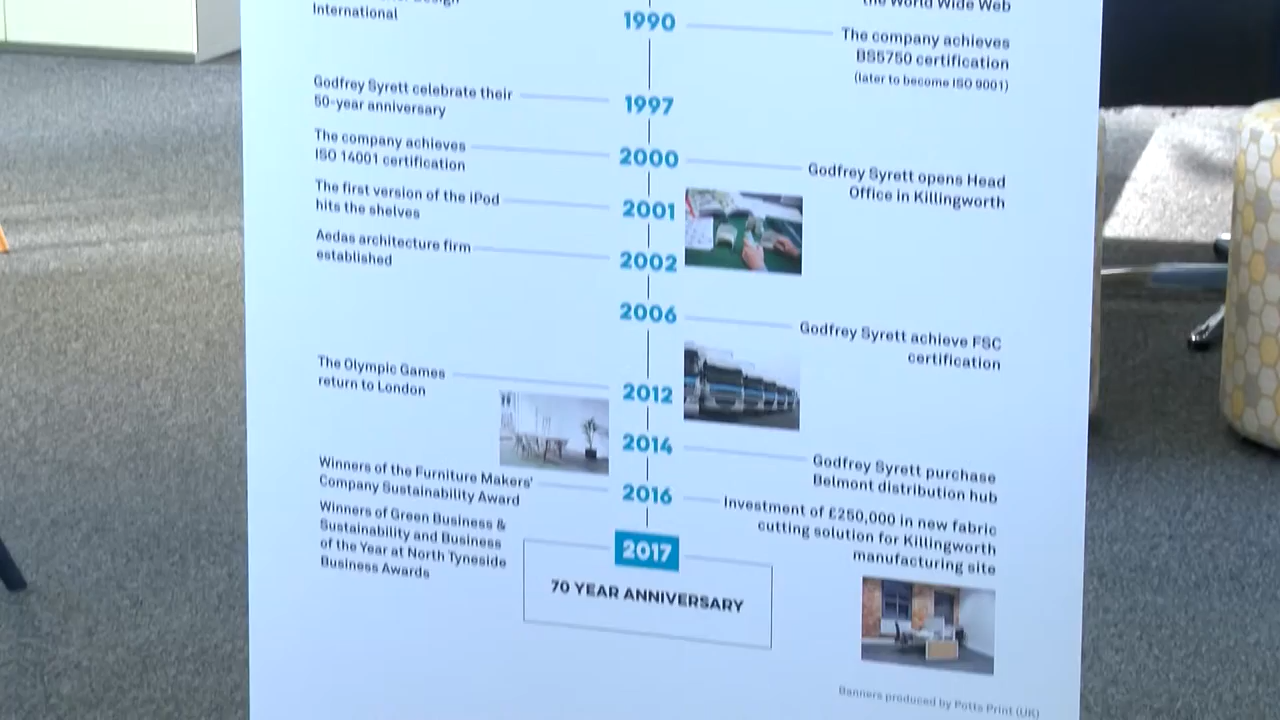 International
the World Wide Web
1990
The company achieves
BS5750 certification
(later to become ISO 9001)
Godfrey Syrett celebrate their
50-year anniversary
1997
The company achieves
ISO 14001 certification
2000
Godfrey Syrett opens Head
Office in Killingworth
The first version of the iPod
hits the shelves
2001
Aedas architecture firm
established
2002
2006
Godfrey Syrett achieve FSC
certification
The Olympic Games
return to London
2012
2014
Godfrey Syrett purchase
Belmont distribution hub
Winners of the Furniture Makers'
Company Sustainability Award
Winners of Green Business &
Sustainability and Business
of the Year at North Tyneside
Business Awards
2016
Investment of £250,000 in new fabric
cutting solution for Killingworth
manufacturing site
2017
70 YEAR ANNIVERSARY
Banners produced by Potts Print (UK)